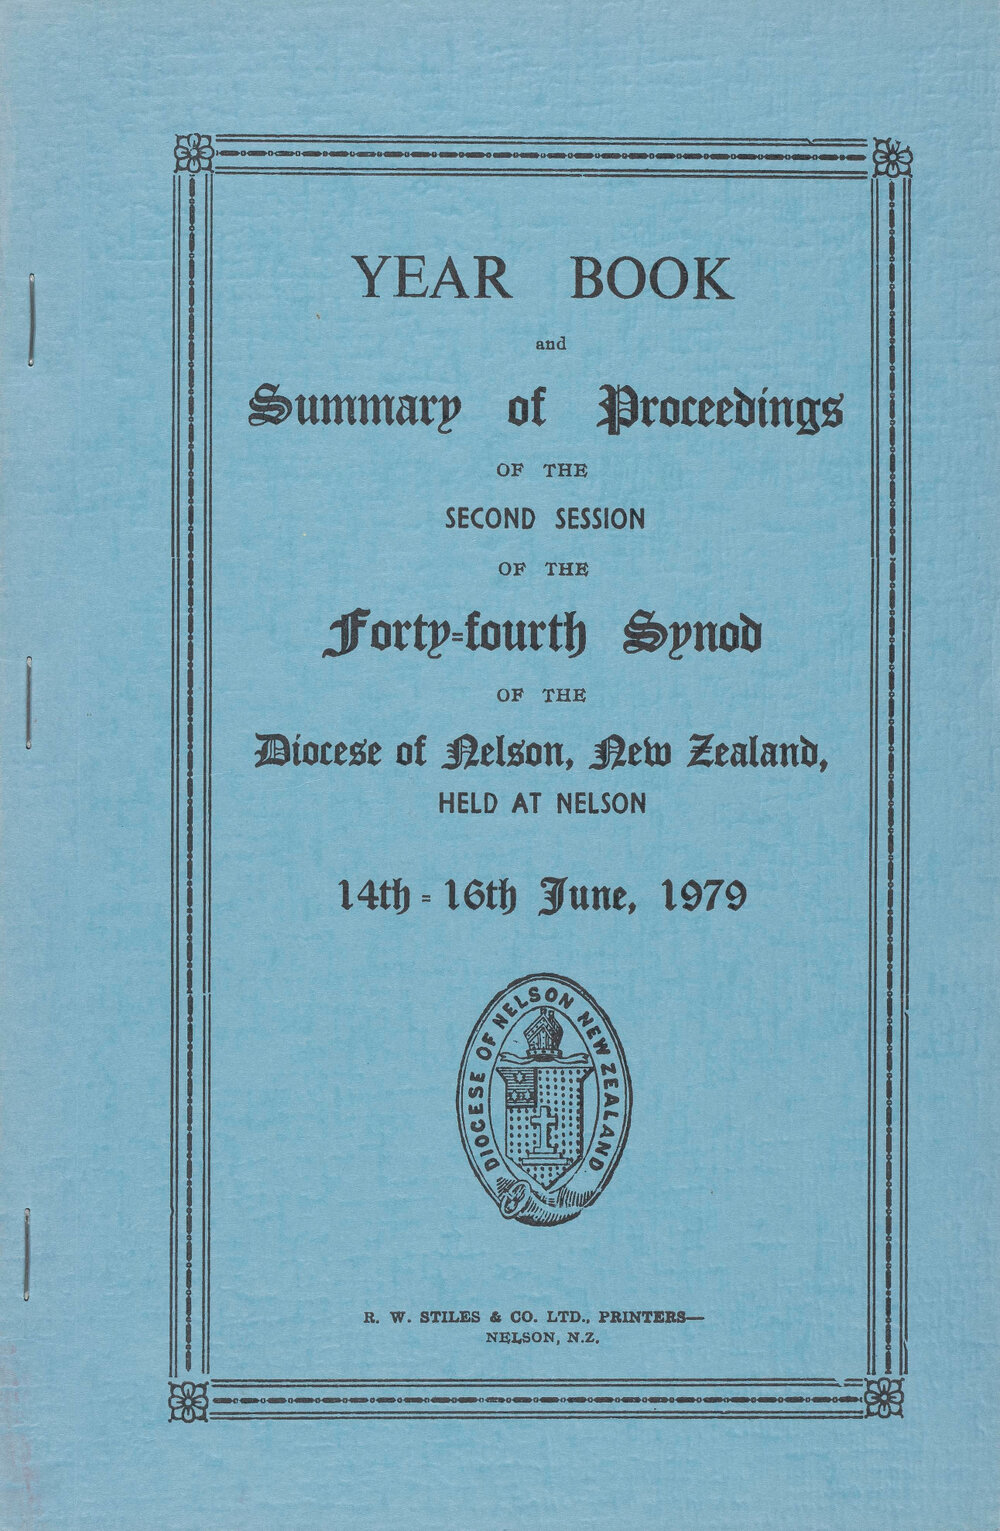 YEAR BOOK
and
Summary of Proceedings
OF THE
SECOND SESSION
OF THE
Forty=fourth Synod
OF THE
Diocese of Nelson, New Zealand,
HELD AT NELSON
14th = 16th June, 1979
DIOCESE OF NELSON NEW ZEALAND
R. W. STILES & CO. LTD., PRINTERS—
NELSON, N.Z.